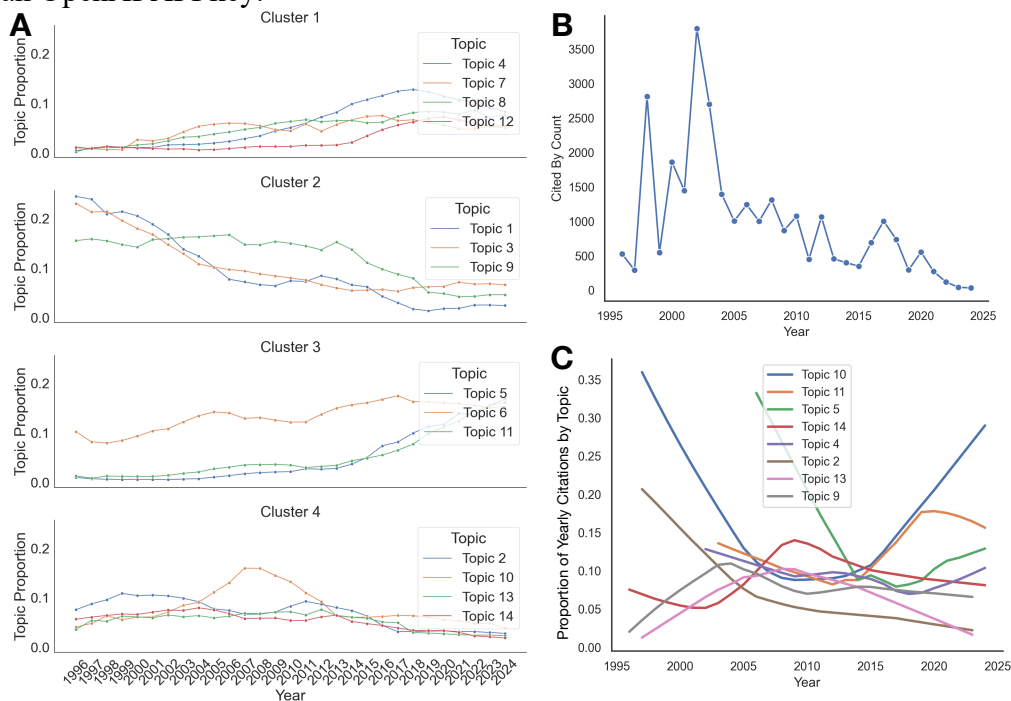 A
Cluster 1
Topic Proportion
0.2
0.1
0.0
Topic
Topic 4
Topic 7
Topic 8
Topic 12
Cluster 2
Topic Proportion
0.2
0.1
0.0
Topic
Topic 1
Topic 3
Topic 9
Cluster 3
Topic Proportion
0.2
0.1
0.0
Topic
Topic 5
Topic 6
Topic 11
Cluster 4
Topic Proportion
0.2
0.1
0.0
Topic
Topic 2
Topic 10
Topic 13
Topic 14
1996 1997 1998 1999 2000 2001 2002 2003 2004 2005 2006 2007 2008 2009 2010 2011 2012 2013 2014 2015 2016 2017 2018 2019 2020 2021 2022 2023 2024
Year
B
Cited By Count
3500
3000
2500
2000
1500
1000
500
0
1995 2000 2005 2010 2015 2020 2025
Year
C
Proportion of Yearly Citations by Topic
0.35
0.30
0.25
0.20
0.15
0.10
0.05
0.00
Topic 10
Topic 11
Topic 5
Topic 14
Topic 4
Topic 2
Topic 13
Topic 9
1995 2000 2005 2010 2015 2020 2025
Year